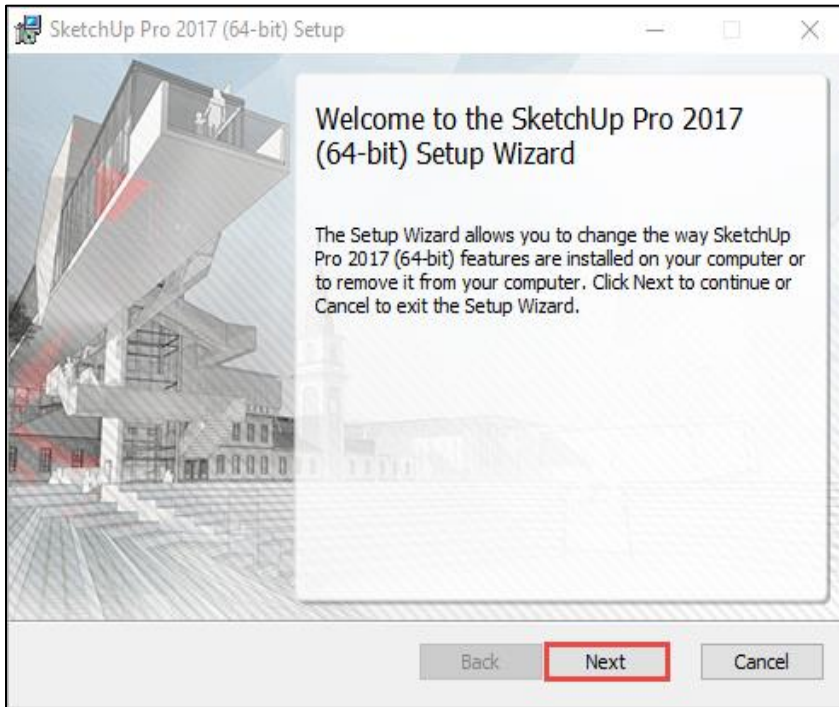 SketchUp Pro 2017 (64-bit) Setup
Welcome to the SketchUp Pro 2017
(64-bit) Setup Wizard
The Setup Wizard allows you to change the way SketchUp
Pro 2017 (64-bit) features are installed on your computer or
to remove it from your computer. Click Next to continue or
Cancel to exit the Setup Wizard.
Back Next Cancel